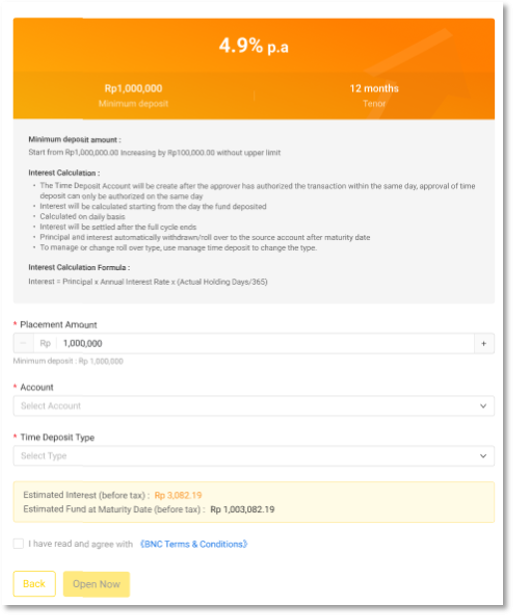 4.9% p.a
Rp1,000,000
12 months
Minimum deposit
Tenor
Minimum deposit amount :
Start from Rp1,000,000.00 Increasing by Rp100,000.00 without upper limit
Interest Calculation :
• The Time Deposit Account will be create after the approver has authorized the transaction within the same day, approval of time
deposit can only be authorized on the same day
• Interest will be calculated starting from the day the fund deposited
• Calculated on daily basis
• Interest will be settled after the full cycle ends
• Principal and interest automatically withdrawn/roll over to the source account after maturity date
• To manage or change roll over type, use manage time deposit to change the type.
Interest Calculation Formula :
Interest = Principal x Annual Interest Rate x (Actual Holding Days/365)
* Placement Amount
− Rp 1,000,000 +
Minimum deposit : Rp 1,000,000
* Account
Select Account
* Time Deposit Type
Select Type
Estimated Interest (before tax) : Rp 3,082.19
Estimated Fund at Maturity Date (before tax) : Rp 1,003,082.19
I have read and agree with 《BNC Terms & Conditions》
Back
Open Now